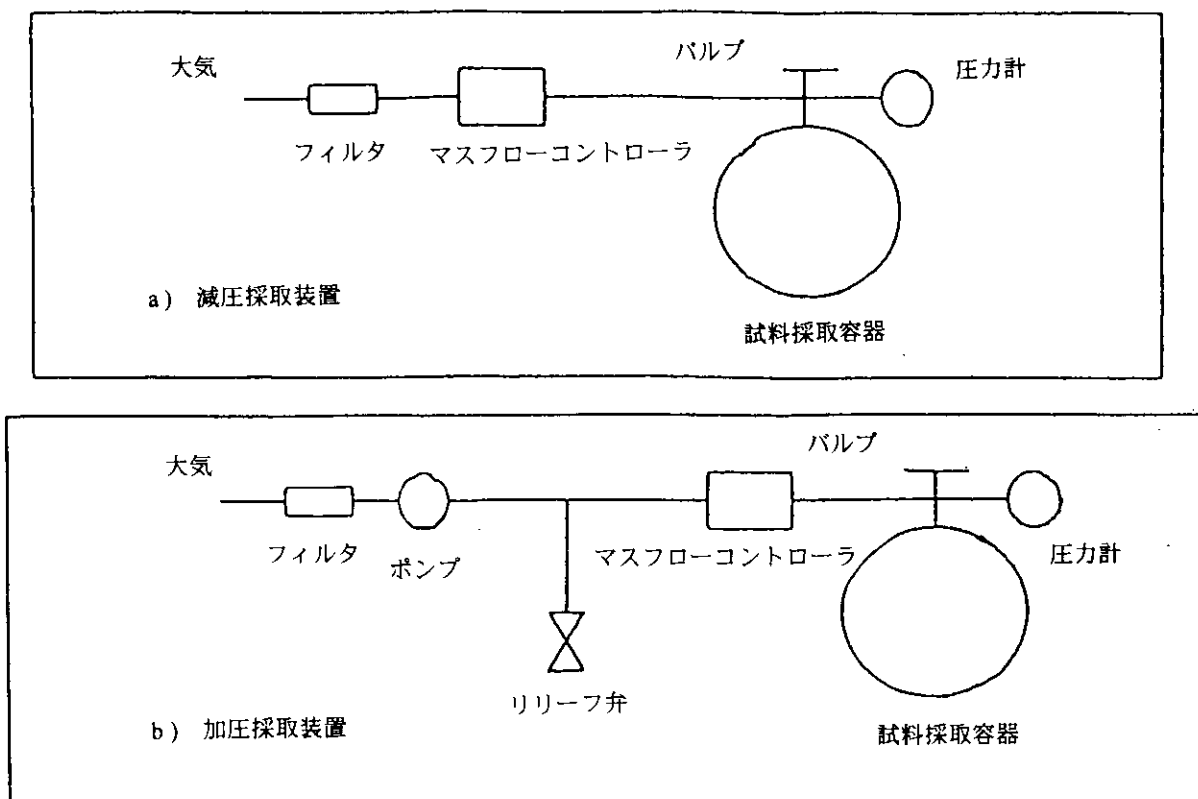 大気
バルブ
圧力計
フィルタ
マスフローコントローラ
a) 減圧採取装置
試料採取容器
大気
バルブ
フィルタ
ポンプ
マスフローコントローラ
圧力計
リリーフ弁
b) 加圧採取装置
試料採取容器